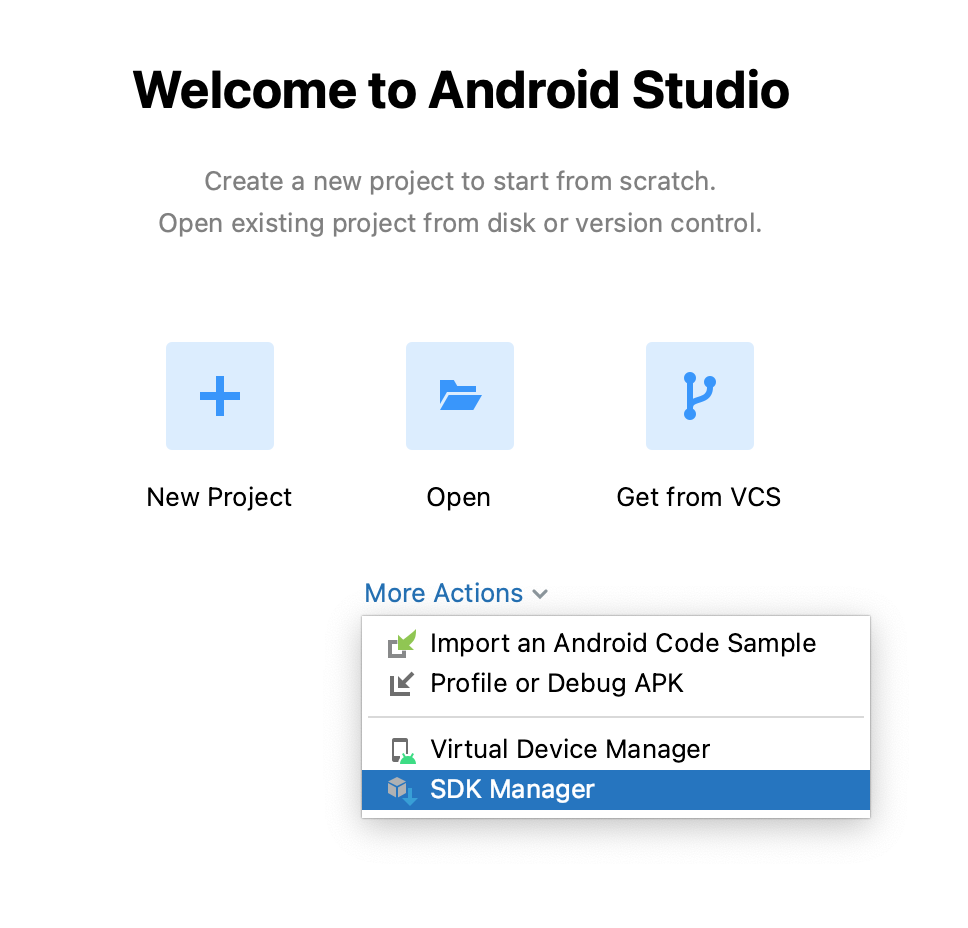 Welcome to Android Studio
Create a new project to start from scratch.
Open existing project from disk or version control.
New Project
Open
Get from VCS
More Actions
Import an Android Code Sample
Profile or Debug APK
Virtual Device Manager
SDK Manager